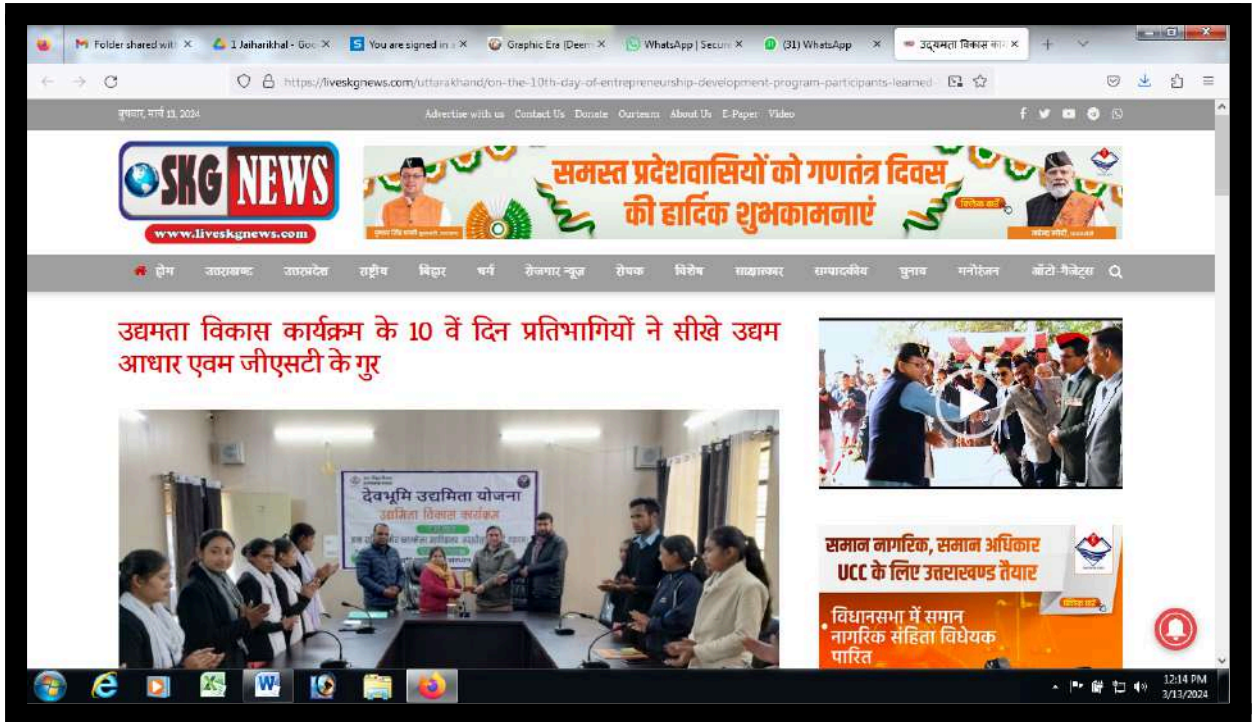 Folder shared with
1 Jaiharikhal - Goo
You are signed in a
Graphic Era (Deem
WhatsApp | Secure
(31) WhatsApp
उद्यमता विकास का
https://liveskgnews.com/uttarakhand/on-the-10th-day-of-entrepreneurship-development-program-participants-learned
बुधवार, मार्च 13, 2024
Advertise with us Contact Us Donate Ourteam About Us E-Paper Video
SKG NEWS
www.liveskgnews.com
समस्त प्रदेशवासियों को गणतंत्र दिवस
की हार्दिक शुभकामनाएं
क्लिक करें
होम उत्तराखण्ड उत्तरप्रदेश राष्ट्रीय बिहार धर्म रोजगार न्यूज़ रोचक विशेष साक्षात्कार सम्पादकीय चुनाव मनोरंजन ऑटो-गैजेट्स
उद्यमता विकास कार्यक्रम के 10 वें दिन प्रतिभागियों ने सीखे उद्यम
आधार एवम जीएसटी के गुर
देवभूमि उद्यमिता योजना
उद्यमिता विकास कार्यक्रम
समान नागरिक, समान अधिकार
UCC के लिए उत्तराखण्ड तैयार
क्लिक करें
विधानसभा में समान
नागरिक संहिता विधेयक
पारित
12:14 PM
3/13/2024